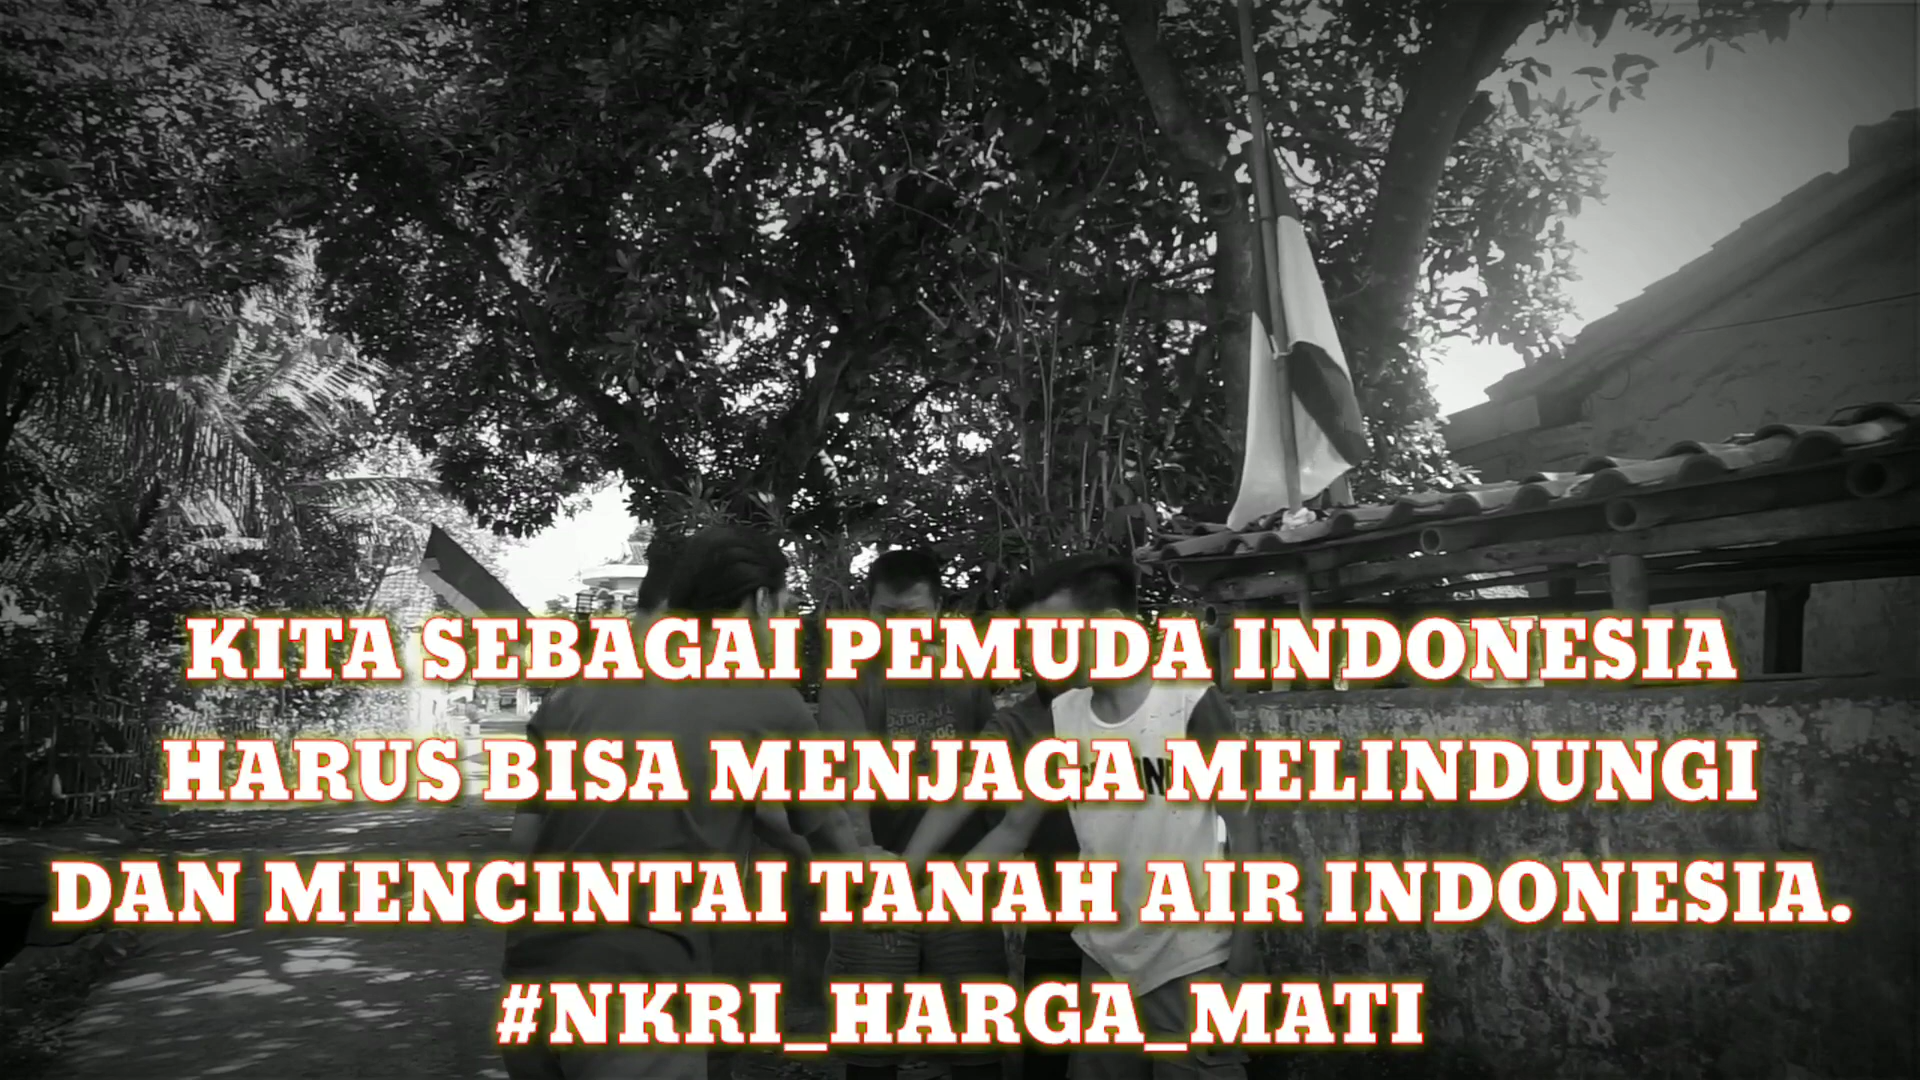 KITA SEBAGAI PEMUDA INDONESIA
HARUS BISA MENJAGA MELINDUNGI
DAN MENCINTAI TANAH AIR INDONESIA.
#NKRI_HARGA_MATI